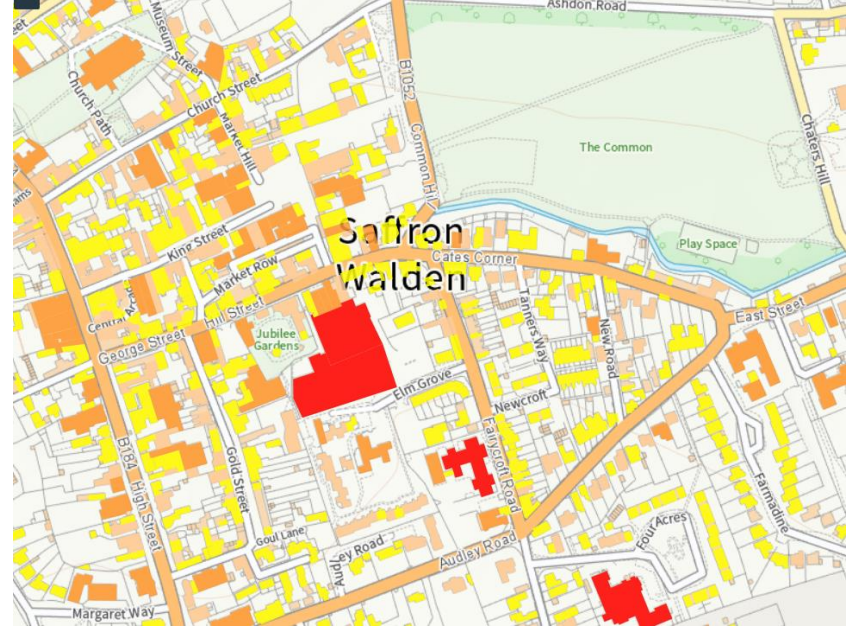 Ashdon Road
Museum Street
Church Path
Church Street
B1052
Common Hill
Market Hill
The Common
Chaters Hill
King Street
Saffron
Walden
Cates Corner
Play Space
Market Row
Central
Arcade
Hill Street
George Street
Jubilee
Gardens
Tanners Way
New Road
East Street
Elm Grove
Newcroft
Fairycroft Road
B184 High Street
Gold Street
Goul Lane
Audl
ey Road
Audley Road
Four Acres
Farmadine
Margaret Way